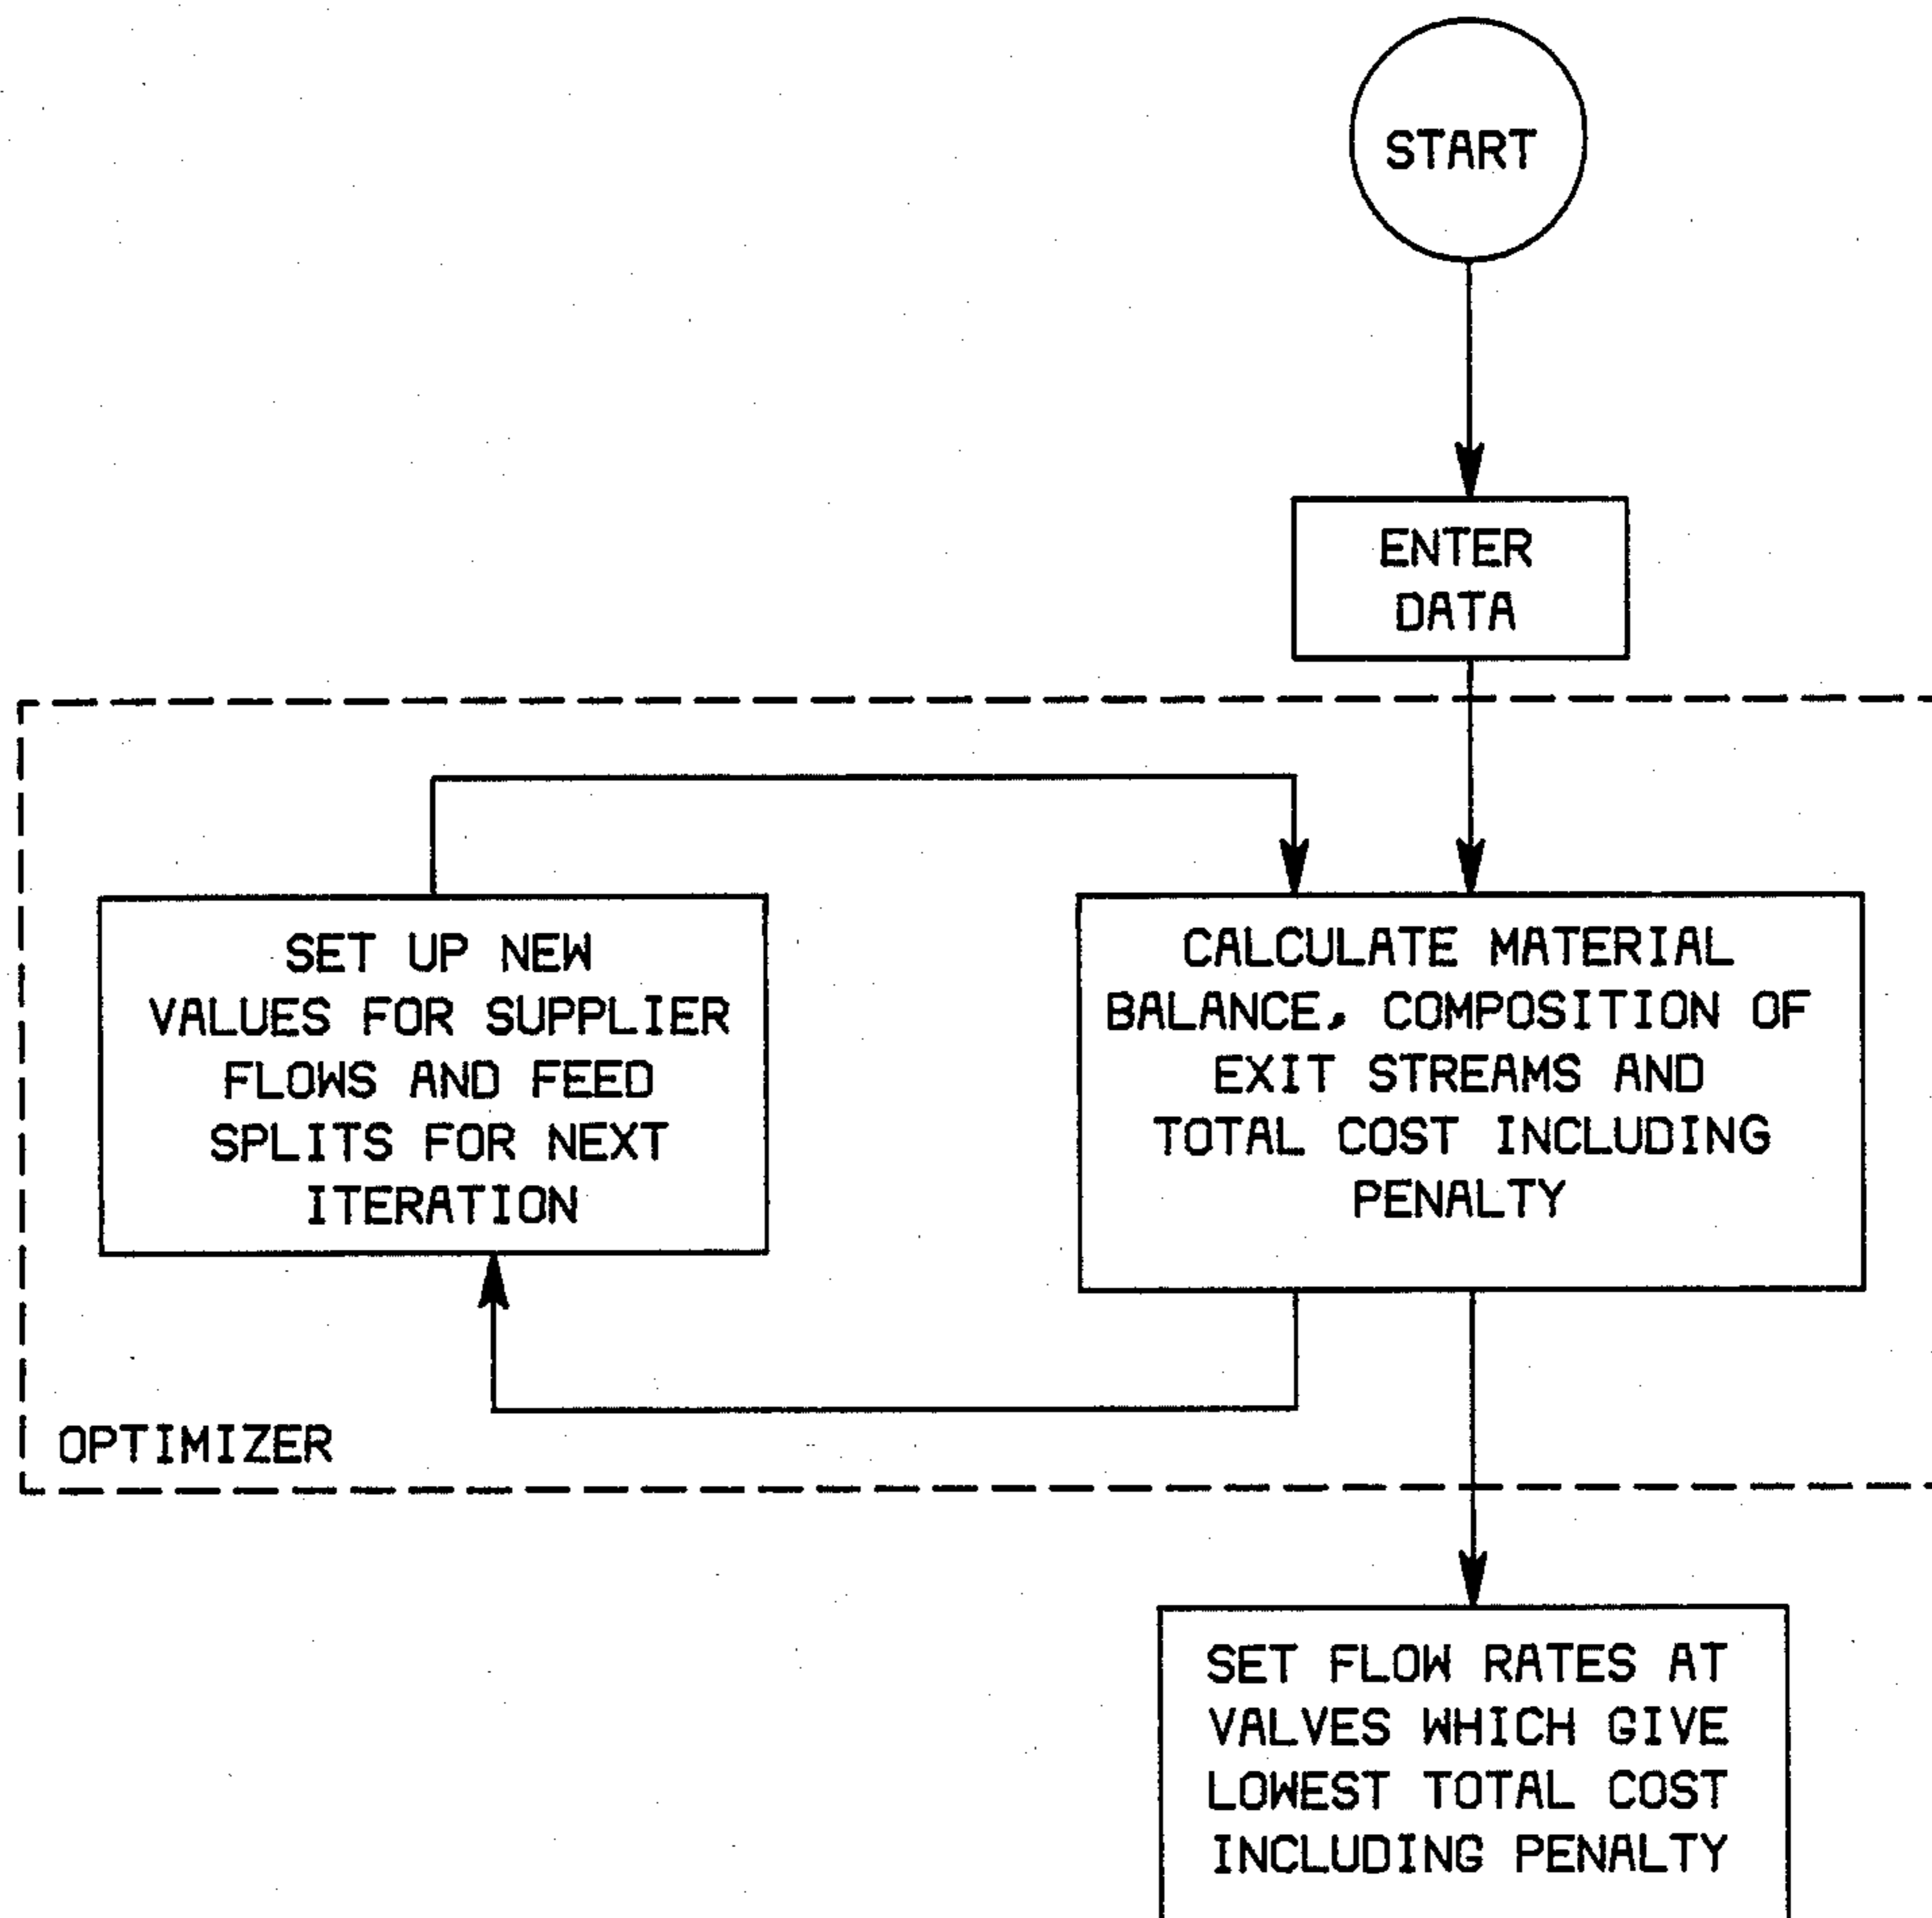 START
ENTER
DATA
SET UP NEW
VALUES FOR SUPPLIER
FLOWS AND FEED
SPLITS FOR NEXT
ITERATION
CALCULATE MATERIAL
BALANCE, COMPOSITION OF
EXIT STREAMS AND
TOTAL COST INCLUDING
PENALTY
OPTIMIZER
SET FLOW RATES AT
VALVES WHICH GIVE
LOWEST TOTAL COST
INCLUDING PENALTY